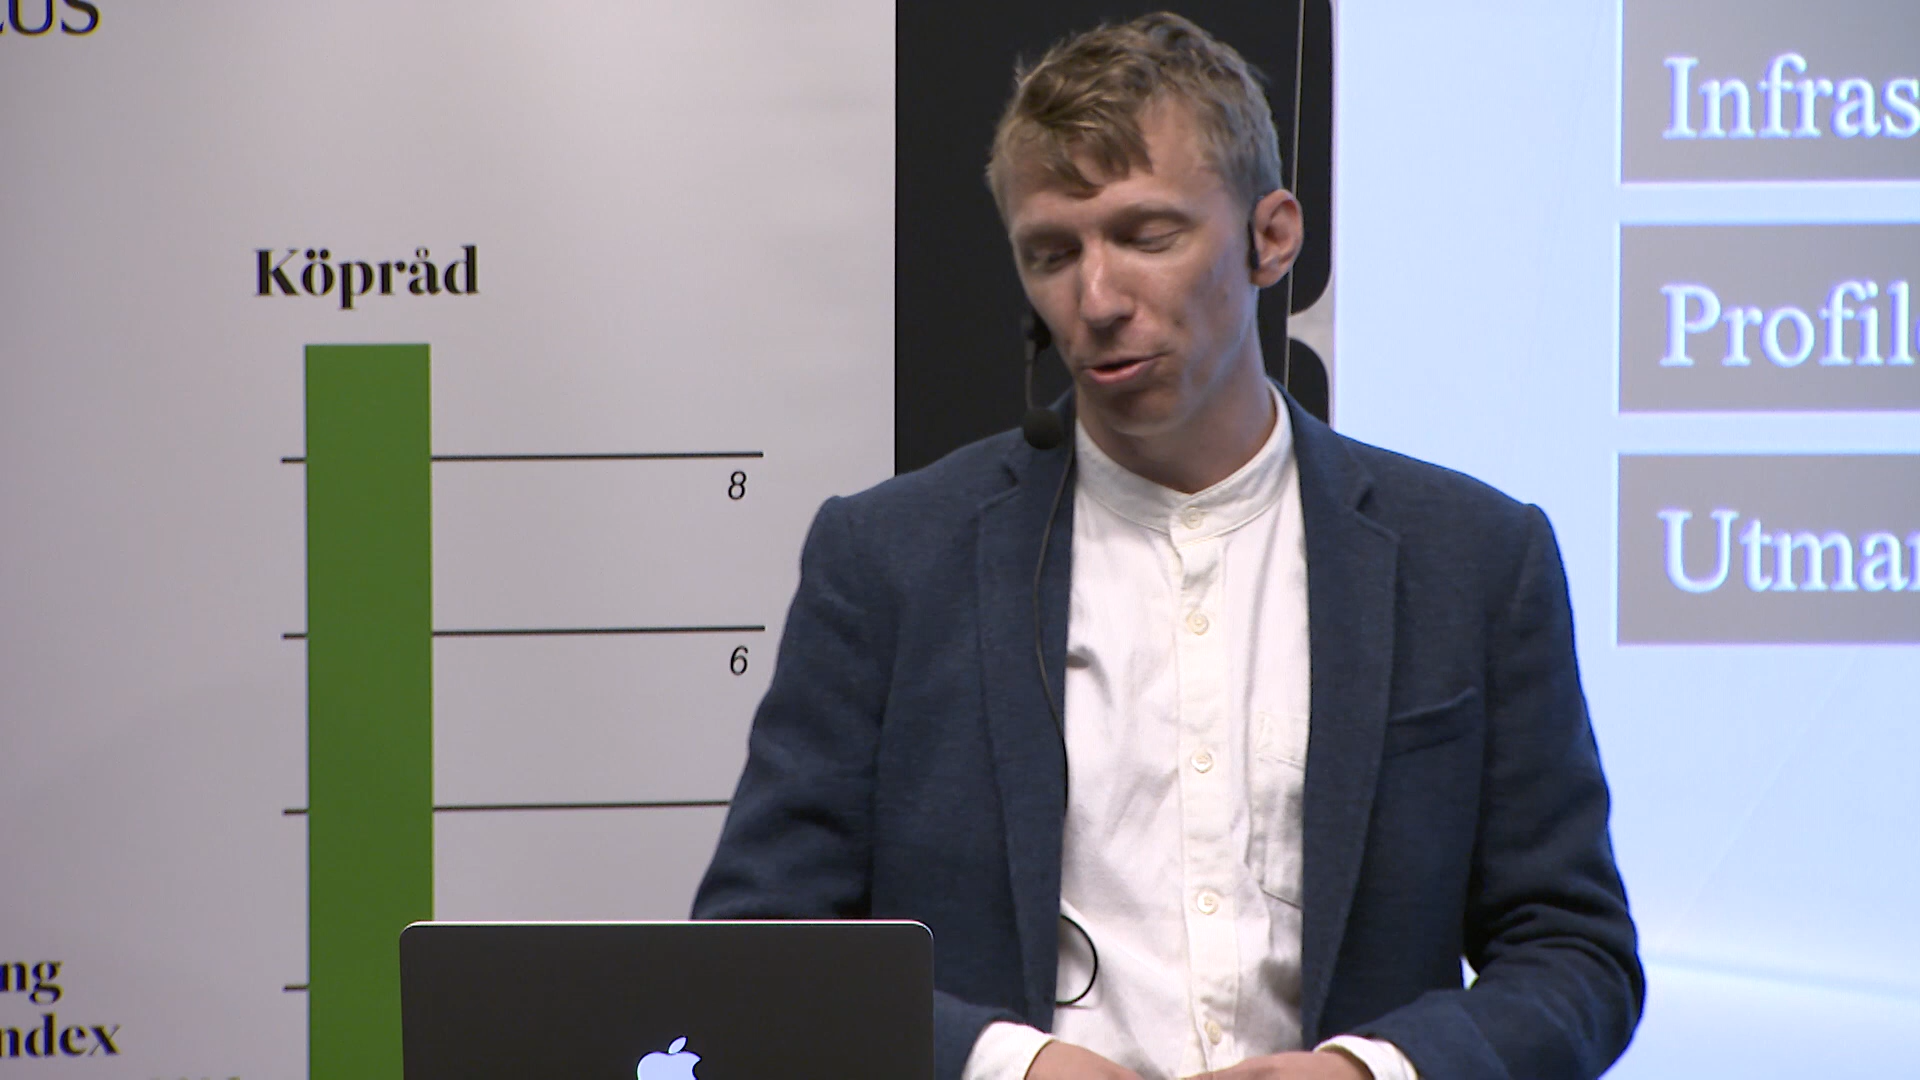 Köpråd
8
6
Infras
Profil
Utma
ng
ndex